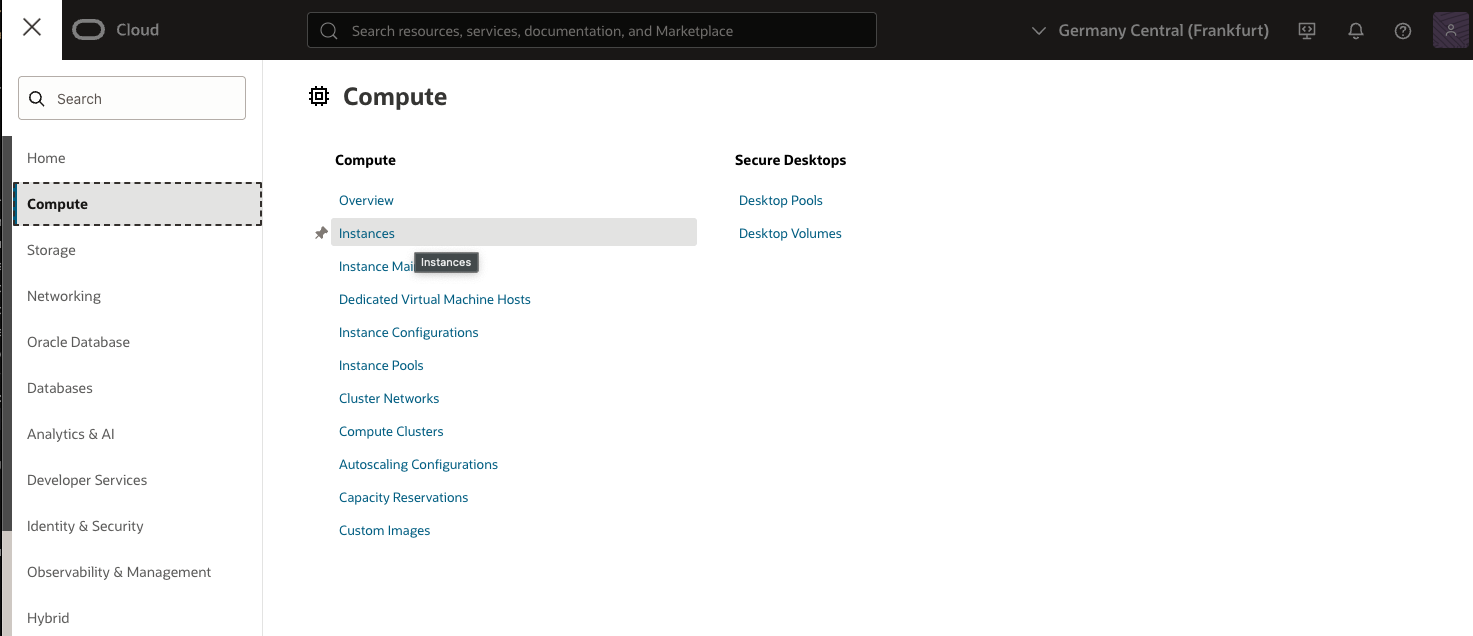 Cloud
Search resources, services, documentation, and Marketplace
Germany Central (Frankfurt)
Search
Home
Compute
Storage
Networking
Oracle Database
Databases
Analytics & AI
Developer Services
Identity & Security
Observability & Management
Hybrid
Compute
Compute
Overview
Instances
Instance
Instances
Dedicated Virtual Machine Hosts
Instance Configurations
Instance Pools
Cluster Networks
Compute Clusters
Autoscaling Configurations
Capacity Reservations
Custom Images
Secure Desktops
Desktop Pools
Desktop Volumes